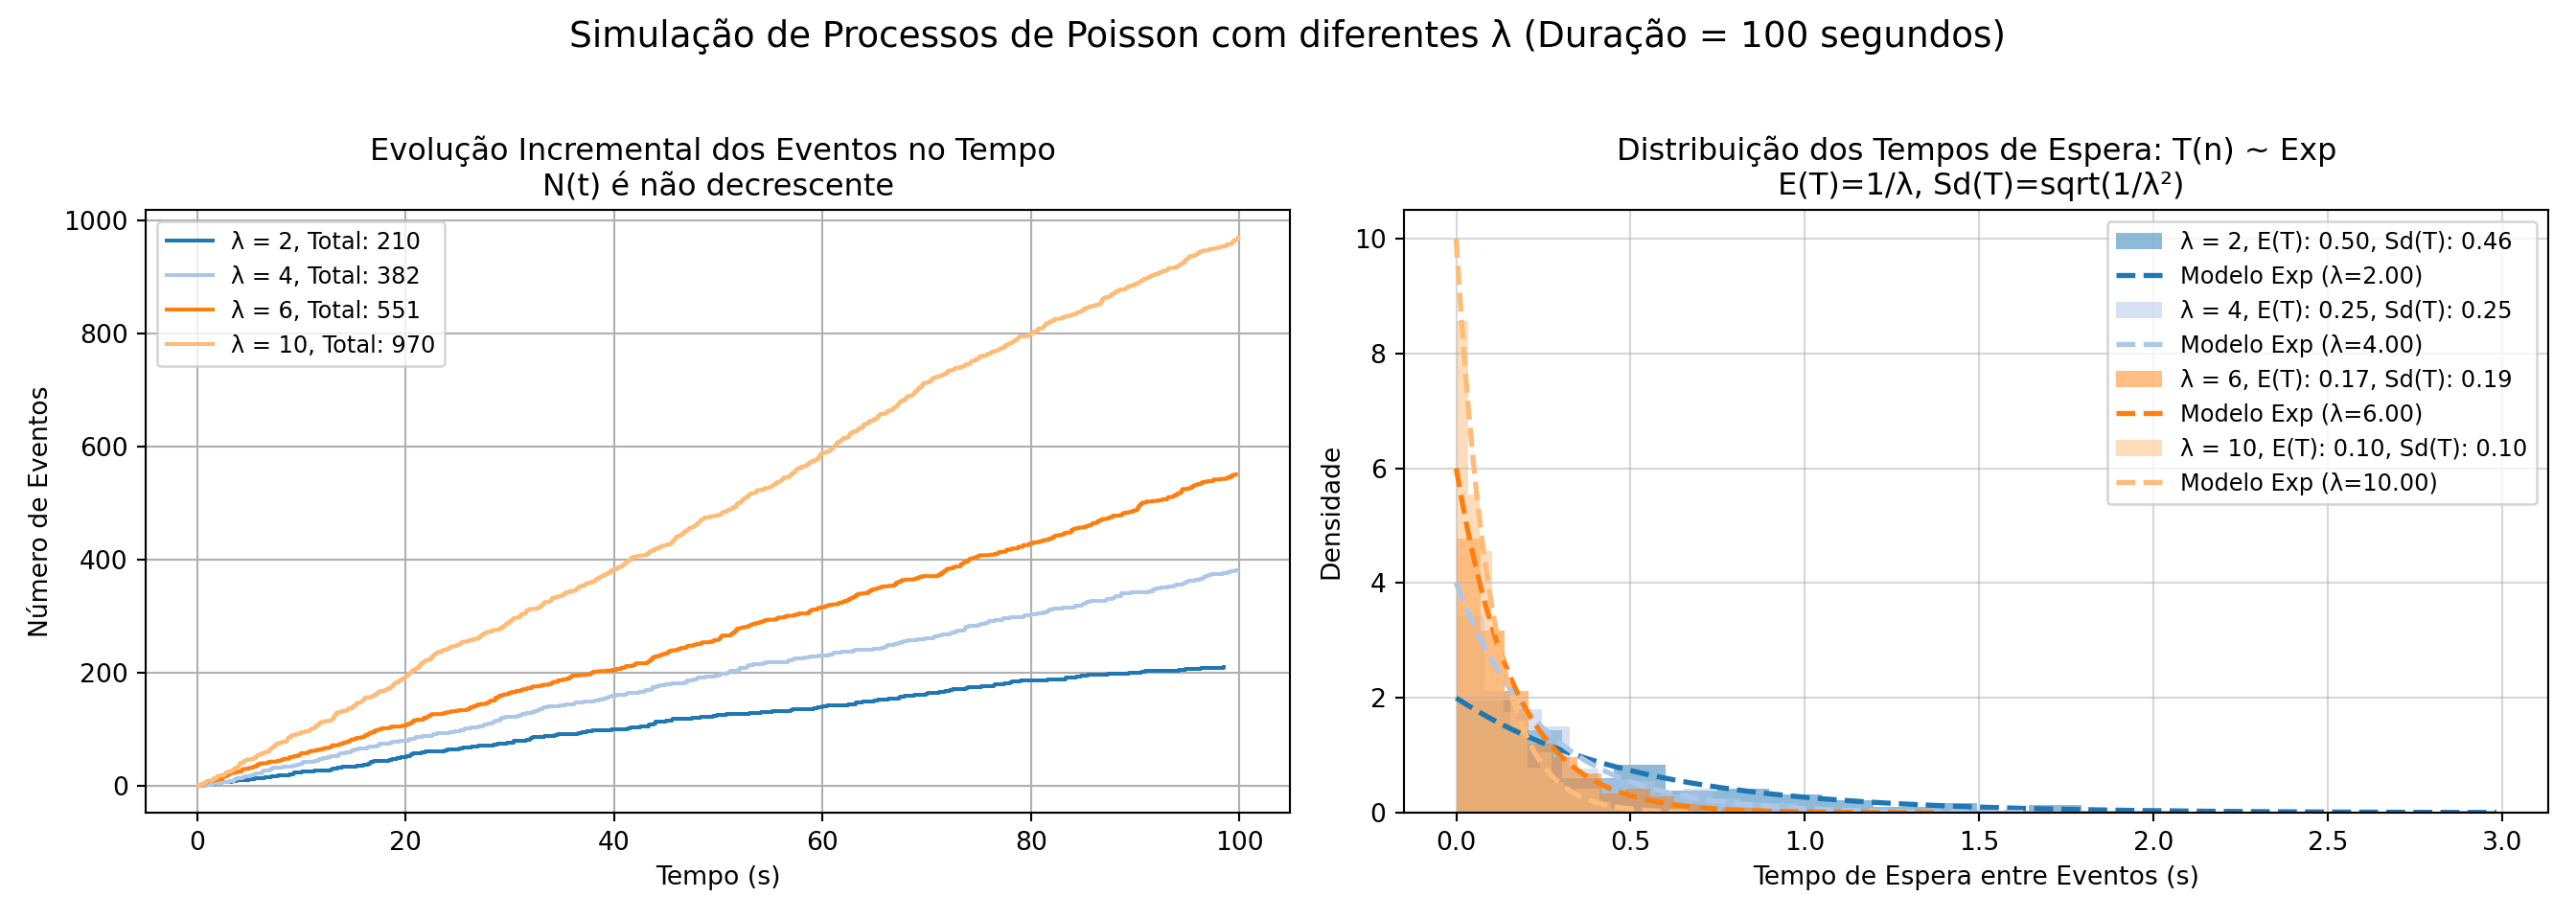 Simulação de Processos de Poisson com diferentes λ (Duração = 100 segundos)
Evolução Incremental dos Eventos no Tempo
N(t) é não decrescente
1000
800
600
400
200
0
Número de Eventos
λ = 2, Total: 210
λ = 4, Total: 382
λ = 6, Total: 551
λ = 10, Total: 970
0 20 40 60 80 100
Tempo (s)
Distribuição dos Tempos de Espera: T(n) ~ Exp
E(T)=1/λ, Sd(T)=sqrt(1/λ²)
10
8
6
4
2
0
Densidade
λ = 2, E(T): 0.50, Sd(T): 0.46
Modelo Exp (λ=2.00)
λ = 4, E(T): 0.25, Sd(T): 0.25
Modelo Exp (λ=4.00)
λ = 6, E(T): 0.17, Sd(T): 0.19
Modelo Exp (λ=6.00)
λ = 10, E(T): 0.10, Sd(T): 0.10
Modelo Exp (λ=10.00)
0.0 0.5 1.0 1.5 2.0 2.5 3.0
Tempo de Espera entre Eventos (s)